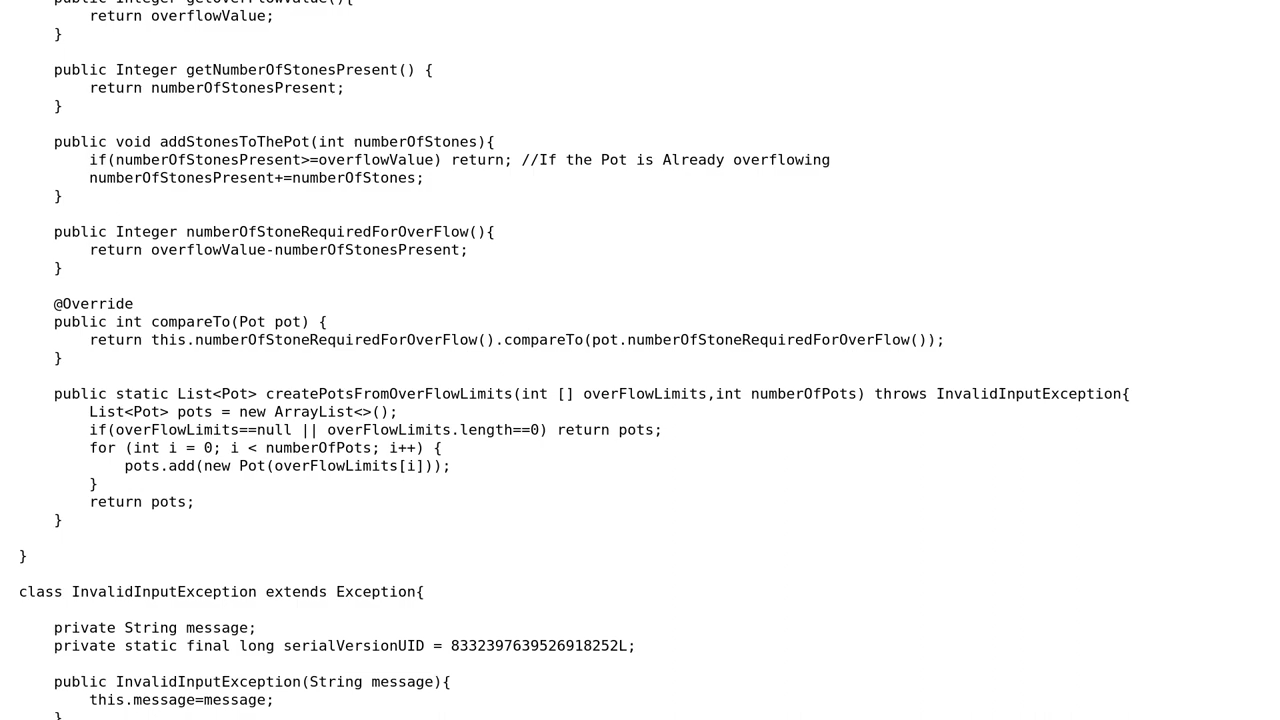 public Integer getOverFlowValue(){
return overflowValue;
}
public Integer getNumberOfStonesPresent() {
return numberOfStonesPresent;
}
public void addStonesToThePot(int numberOfStones){
if(numberOfStonesPresent>=overflowValue) return; //If the Pot is Already overflowing
numberOfStonesPresent+=numberOfStones;
}
public Integer numberOfStoneRequiredForOverFlow(){
return overflowValue-numberOfStonesPresent;
}
@Override
public int compareTo(Pot pot) {
return this.numberOfStoneRequiredForOverFlow().compareTo(pot.numberOfStoneRequiredForOverFlow());
}
public static List<Pot> createPotsFromOverFlowLimits(int [] overFlowLimits,int numberOfPots) throws InvalidInputException{
List<Pot> pots = new ArrayList<>();
if(overFlowLimits==null || overFlowLimits.length==0) return pots;
for (int i = 0; i < numberOfPots; i++) {
pots.add(new Pot(overFlowLimits[i]));
}
return pots;
}
}
class InvalidInputException extends Exception{
private String message;
private static final long serialVersionUID = 8332397639526918252L;
public InvalidInputException(String message){
this.message=message;
}